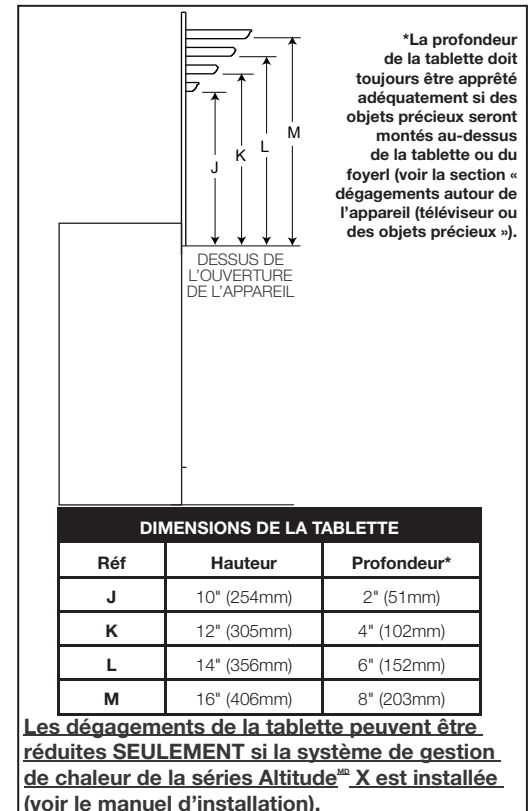 *La profondeur
de la tablette doit
toujours être apprêté
adéquatement si des
objets précieux seront
montés au-dessus
de la tablette ou du
foyerl (voir la section «
dégagements autour de
l'appareil (téléviseur ou
des objets précieux »).
M
L
K
J
DESSUS DE
L'OUVERTURE
DE L'APPAREIL
DIMENSIONS DE LA TABLETTE
Réf Hauteur Profondeur*
J 10" (254mm) 2" (51mm)
K 12" (305mm) 4" (102mm)
L 14" (356mm) 6" (152mm)
M 16" (406mm) 8" (203mm)
Les dégagements de la tablette peuvent être
réduites SEULEMENT si la système de gestion
de chaleur de la séries Altitude MD X est installée
(voir le manuel d'installation).